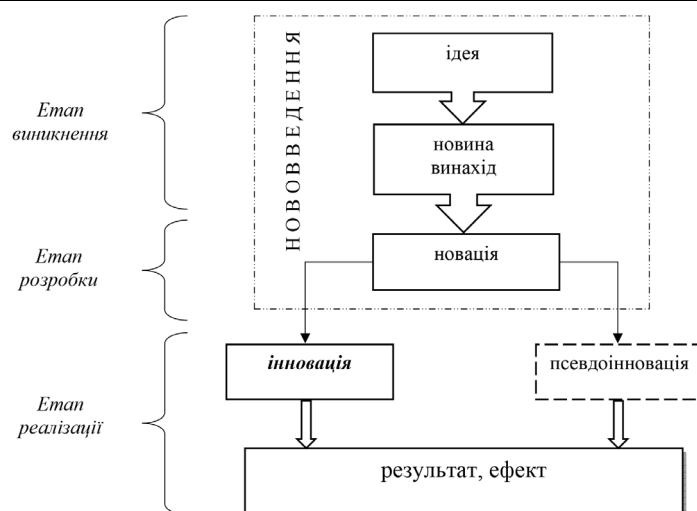 Етап
виникнення
НОВОВВЕДЕННЯ
ідея
новина
винахід
Етап
розробки
новація
Етап
реалізації
інновація
псевдоінновація
результат, ефект